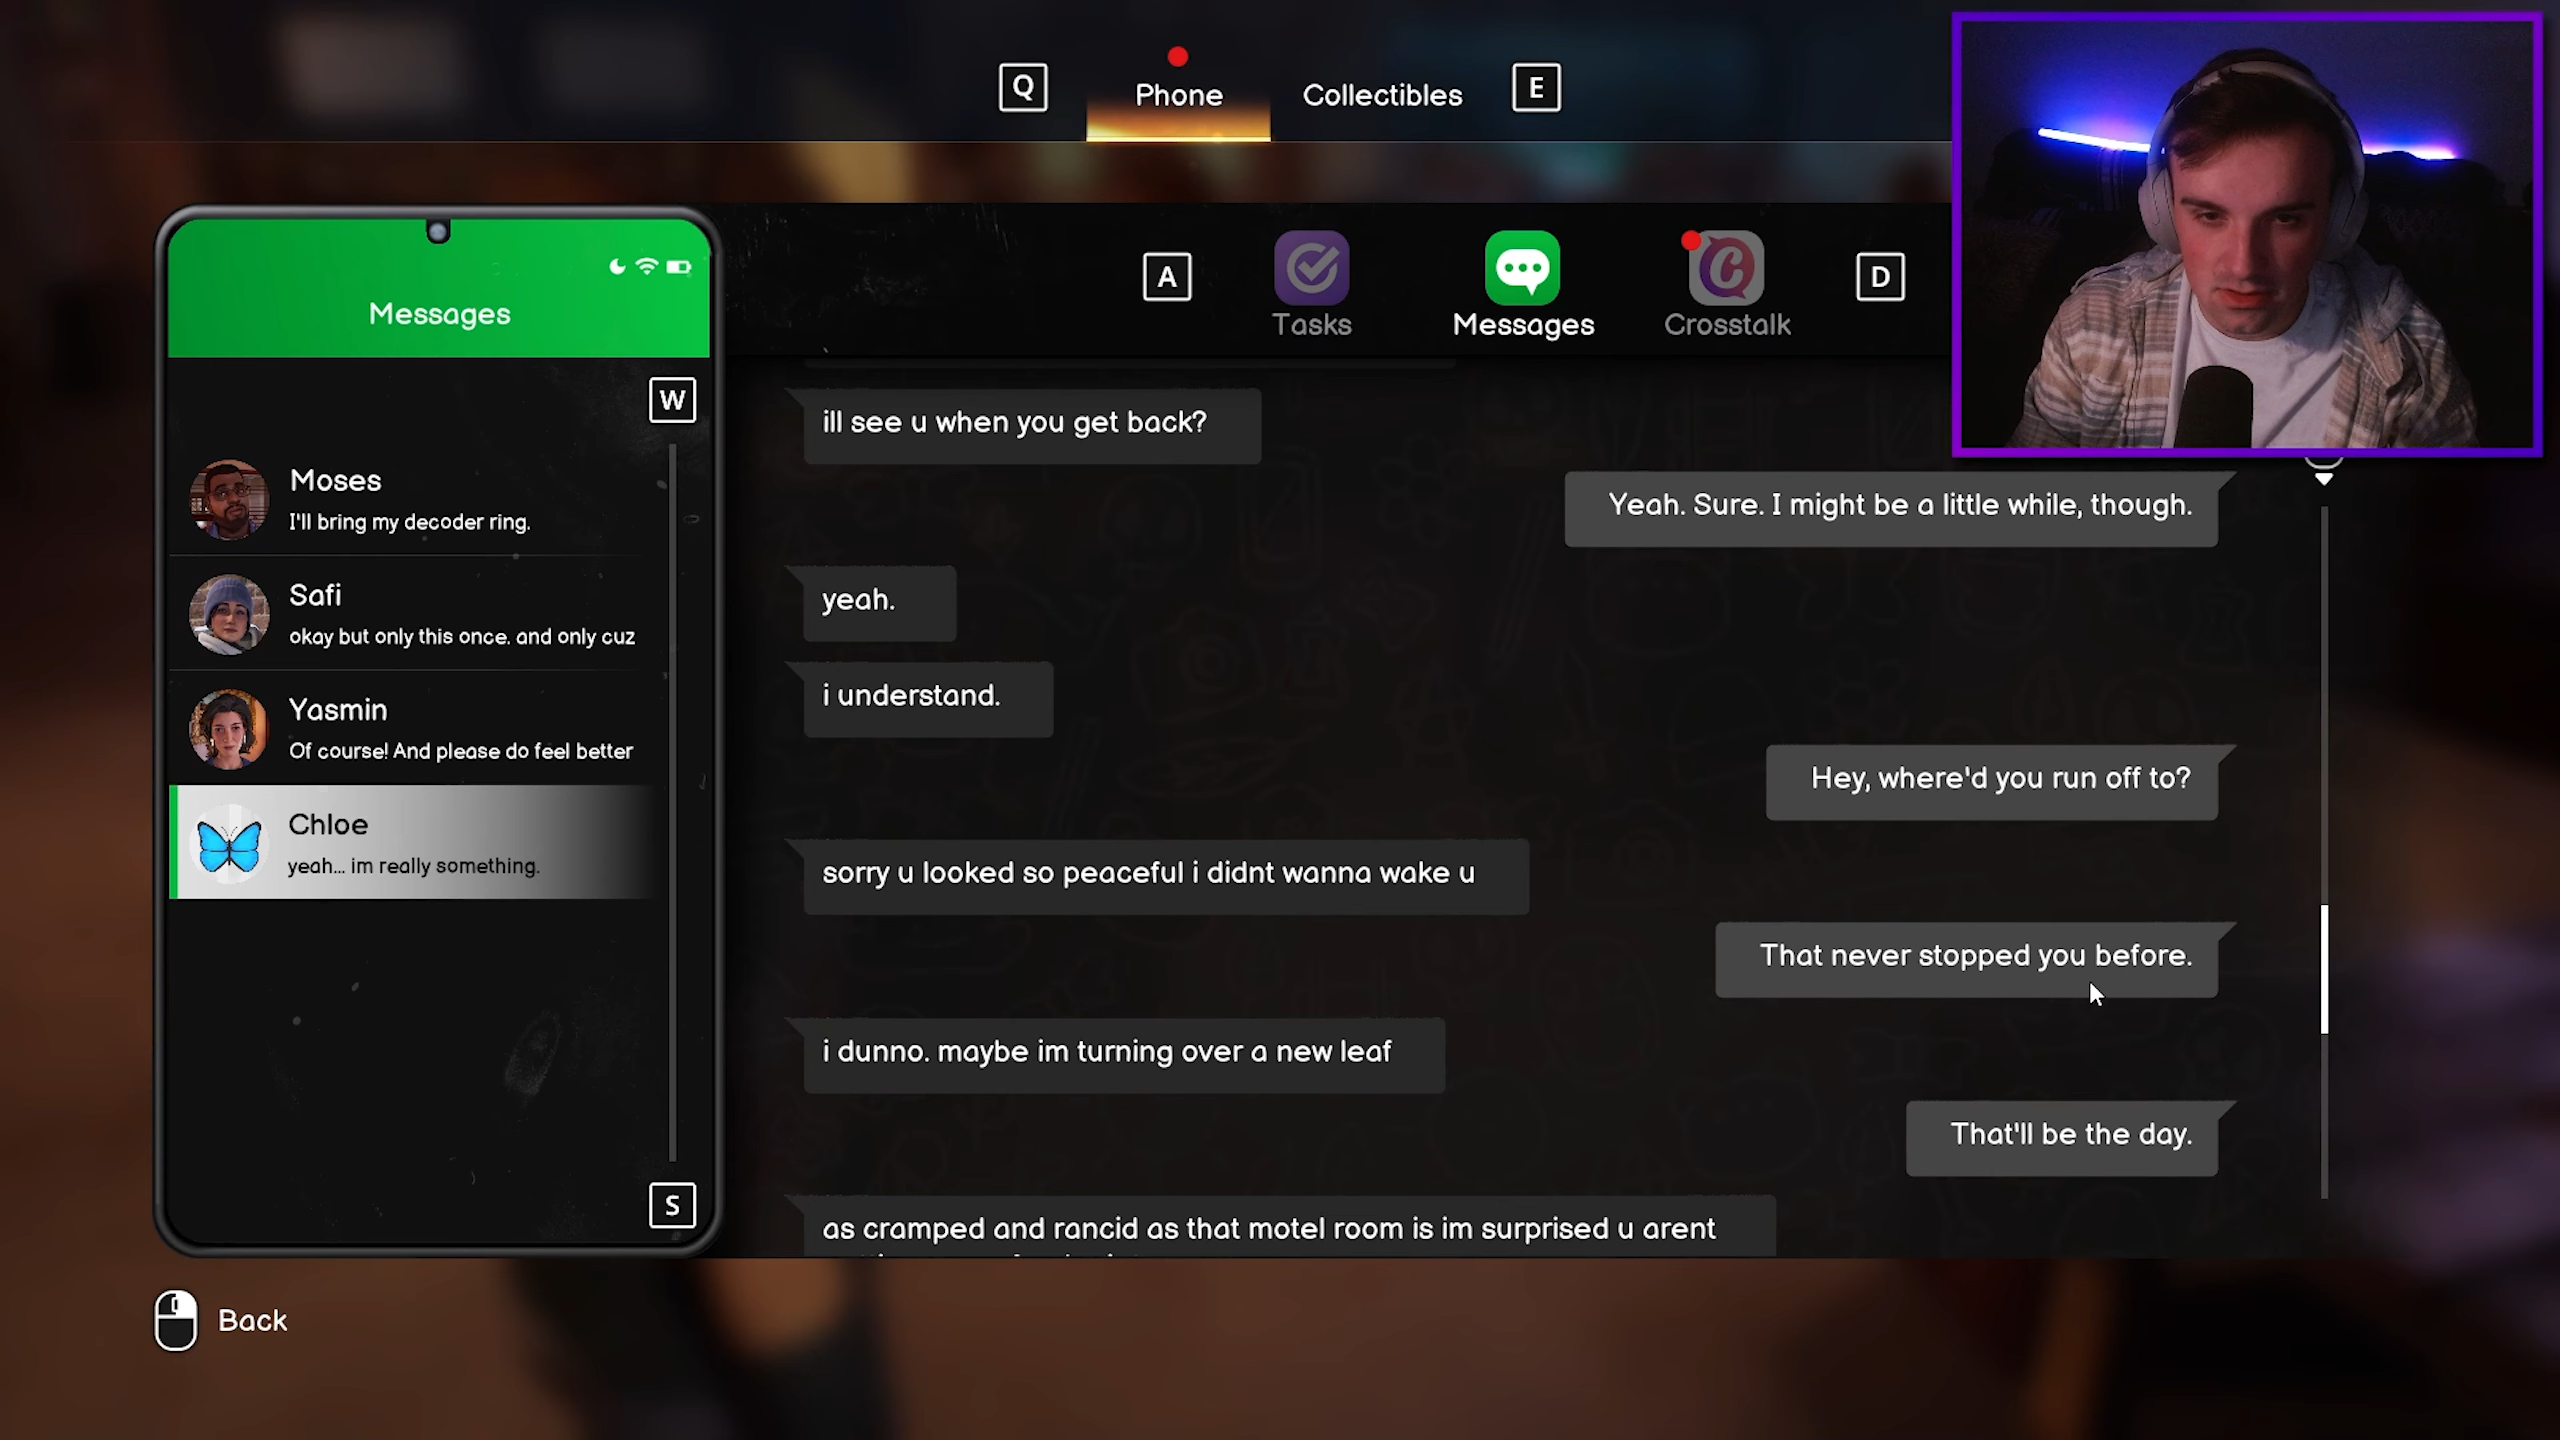 Q
Phone
Collectibles
E
Messages
W
Moses
I'll bring my decoder ring.
Safi
okay but only this once. and only cuz
Yasmin
Of course! And please do feel better
Chloe
yeah... im really something.
S
A
Tasks
Messages
Crosstalk
D
ill see u when you get back?
Yeah. Sure. I might be a little while, though.
yeah.
i understand.
Hey, where'd you run off to?
sorry u looked so peaceful i didnt wanna wake u
That never stopped you before.
i dunno. maybe im turning over a new leaf
That'll be the day.
as cramped and rancid as that motel room is im surprised u arent
Back